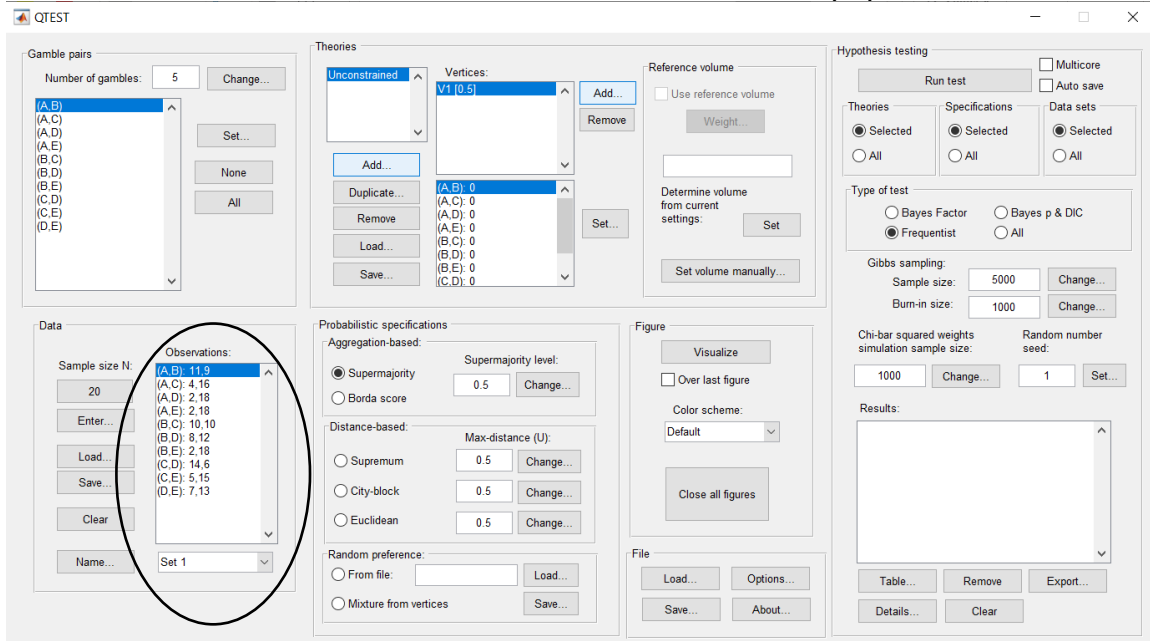 QTEST
Gamble pairs
Number of gambles: 5 Change...
(A,B)
(A,C)
(A,D)
(A,E)
(B,C)
(B,D)
(B,E)
(C,D)
(C,E)
(D,E)
Set...
None
All
Theories
Unconstrained
Add...
Duplicate...
Remove
Load...
Save...
Vertices:
V1 [0.5]
Add...
Remove
(A,B): 0
(A,C): 0
(A,D): 0
(A,E): 0
(B,C): 0
(B,D): 0
(B,E): 0
(C,D): 0
Set...
Reference volume
Use reference volume
Weight...
Determine volume
from current
settings:
Set
Set volume manually...
Hypothesis testing
Run test
Multicore
Auto save
Theories
Selected
All
Specifications
Selected
All
Data sets
Selected
All
Type of test
Bayes Factor Bayes p & DIC
Frequentist All
Gibbs sampling:
Sample size: 5000 Change...
Burn-in size: 1000 Change...
Chi-bar squared weights
simulation sample size:
1000 Change...
Random number
seed:
1 Set...
Results:
Table... Remove Export...
Details... Clear
Data
Sample size N:
20
Enter...
Load...
Save...
Clear
Name...
Observations:
(A,B): 11,9
(A,C): 4,16
(A,D): 2,18
(A,E): 2,18
(B,C): 10,10
(B,D): 8,12
(B,E): 2,18
(C,D): 14,6
(C,E): 5,15
(D,E): 7,13
Set 1
Probabilistic specifications
Aggregation-based:
Supermajority level:
Supermajority 0.5 Change...
Borda score
Distance-based:
Max-distance (U):
Supremum 0.5 Change...
City-block 0.5 Change...
Euclidean 0.5 Change...
Random preference:
From file: Load...
Mixture from vertices Save...
Figure
Visualize
Over last figure
Color scheme:
Default
Close all figures
File
Load... Options...
Save... About...